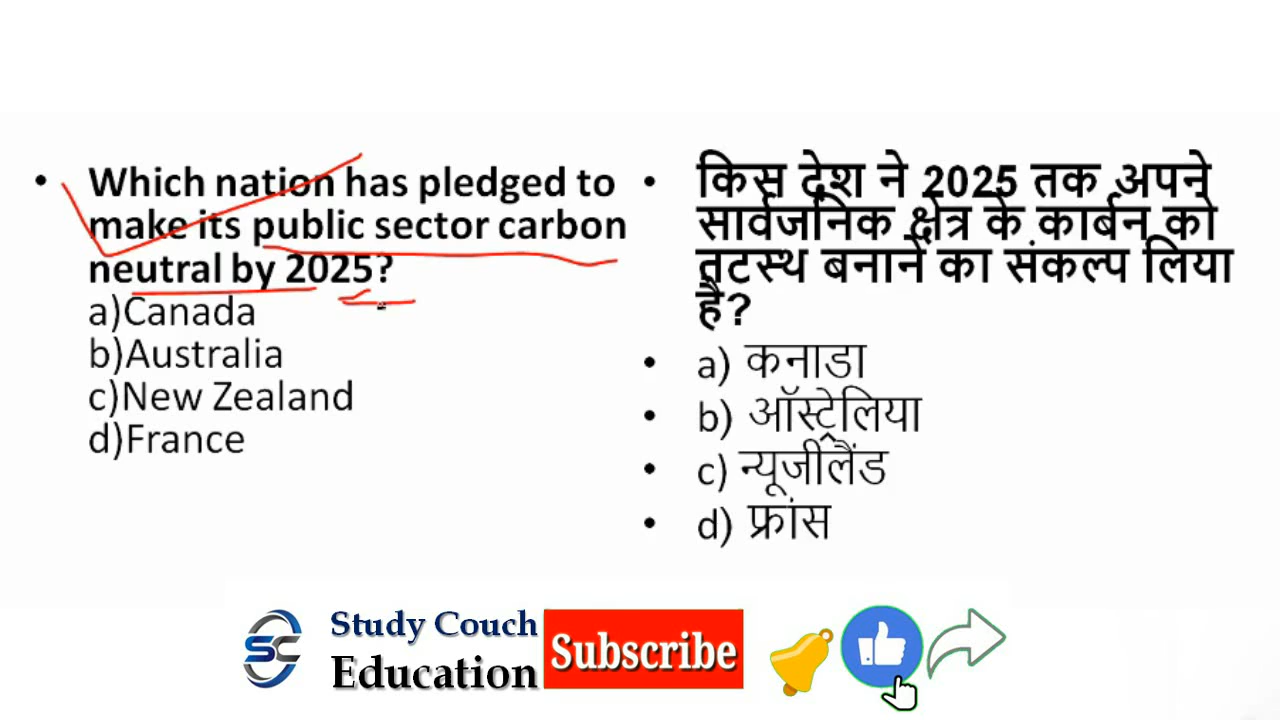 • Which nation has pledged to
make its public sector carbon
neutral by 2025?
a)Canada
b)Australia
c)New Zealand
d)France
• किस देश ने 2025 तक अपने
सार्वजनिक क्षेत्र के कार्बन को
तटस्थ बनाने का संकल्प लिया
है?
• a) कनाडा
• b) ऑस्ट्रेलिया
• c) न्यूजीलैंड
• d) फ्रांस
SC
Study Couch
Education
Subscribe